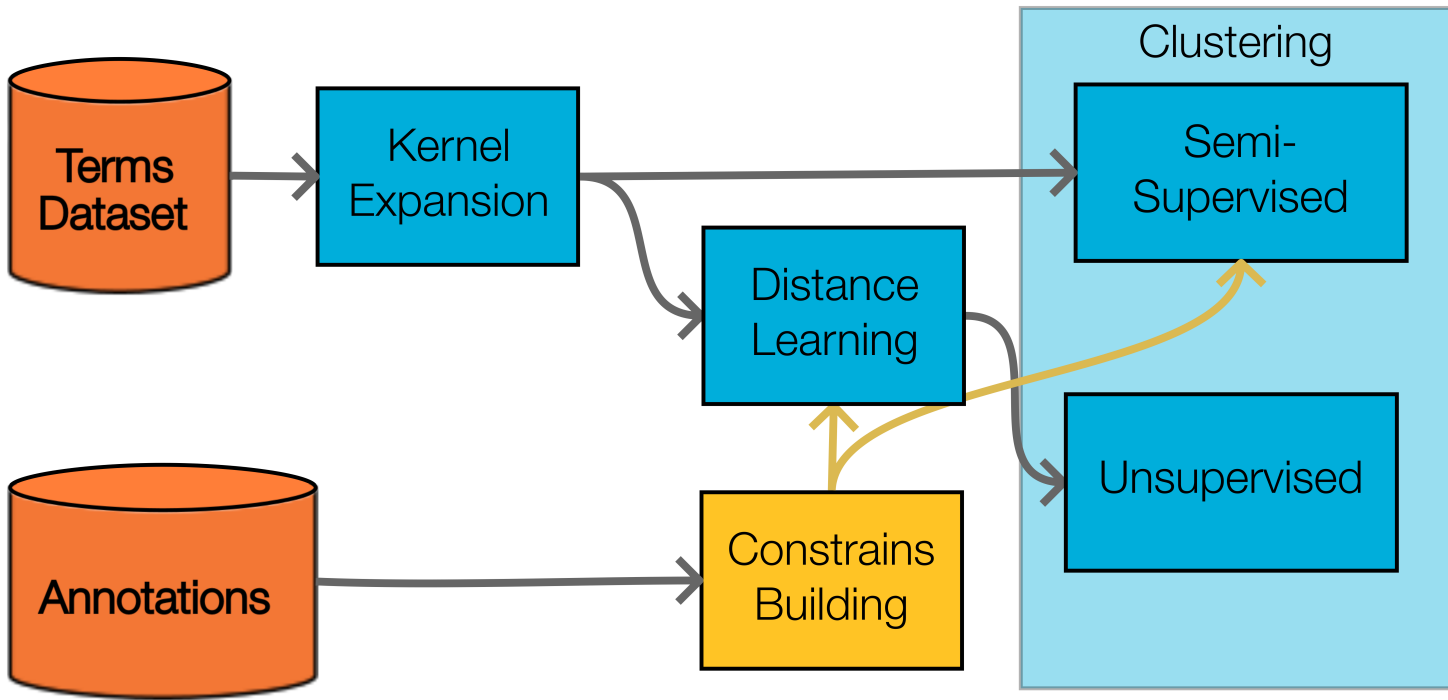 Clustering
Terms
Dataset
Kernel
Expansion
Semi-
Supervised
Distance
Learning
Unsupervised
Annotations
Constrains
Building